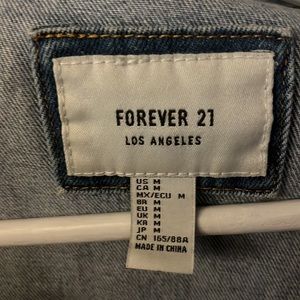 FOREVER 21
LOS ANGELES
US M
CA M
MX/ECU M
BR M
EU M
UK M
KR M
JP M
CN 165/88A
MADE IN CHINA